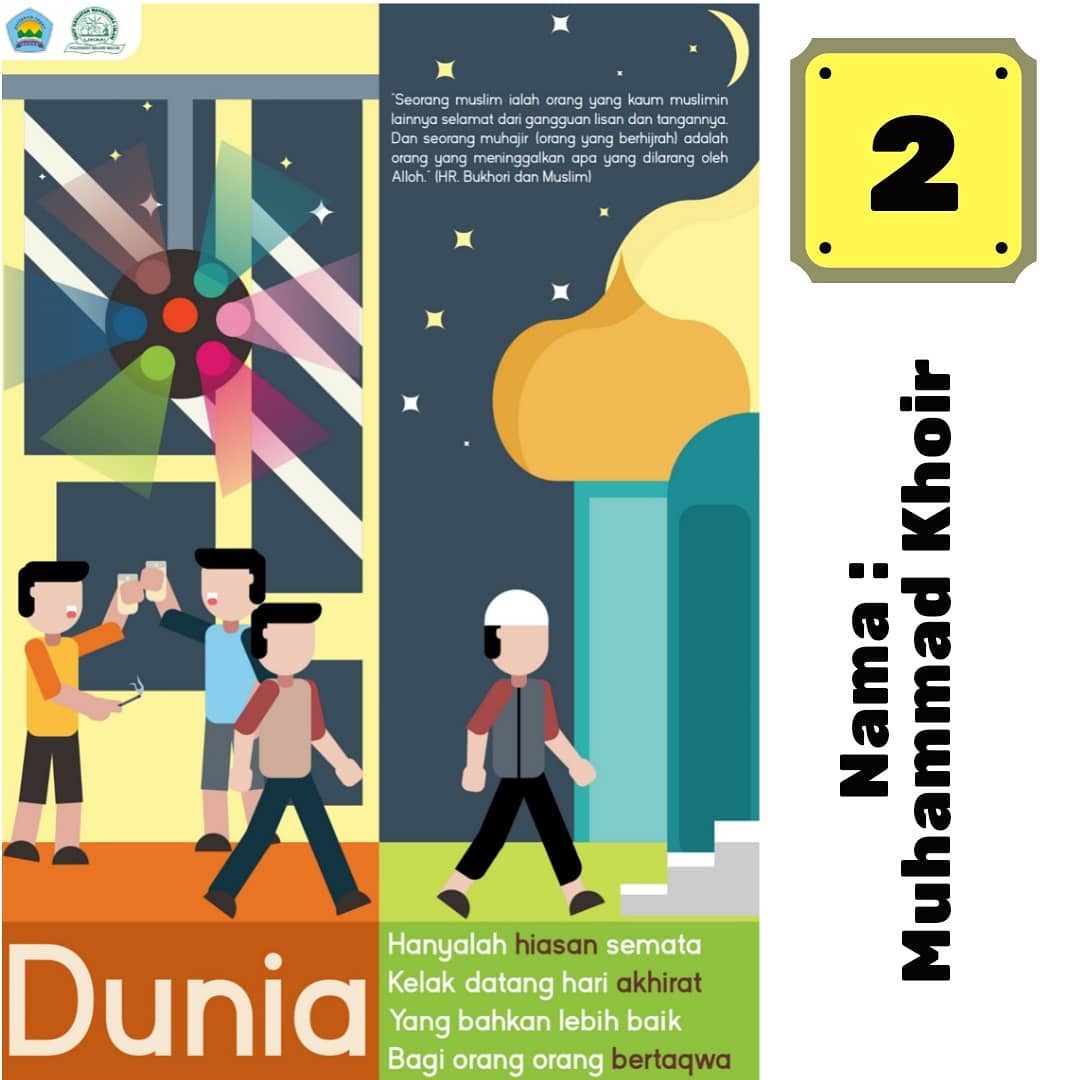 "Seorang muslim ialah orang yang kaum muslimin
lainnya selamat dari gangguan lisan dan tangannya.
Dan seorang muhajir (orang yang berhijrah) adalah
orang yang meninggalkan apa yang dilarang oleh
Alloh." (HR. Bukhori dan Muslim)
Dunia
Hanyalah hiasan semata
Kelak datang hari akhirat
Yang bahkan lebih baik
Bagi orang orang bertaqwa
2
Nama :
Muhammad Khoir